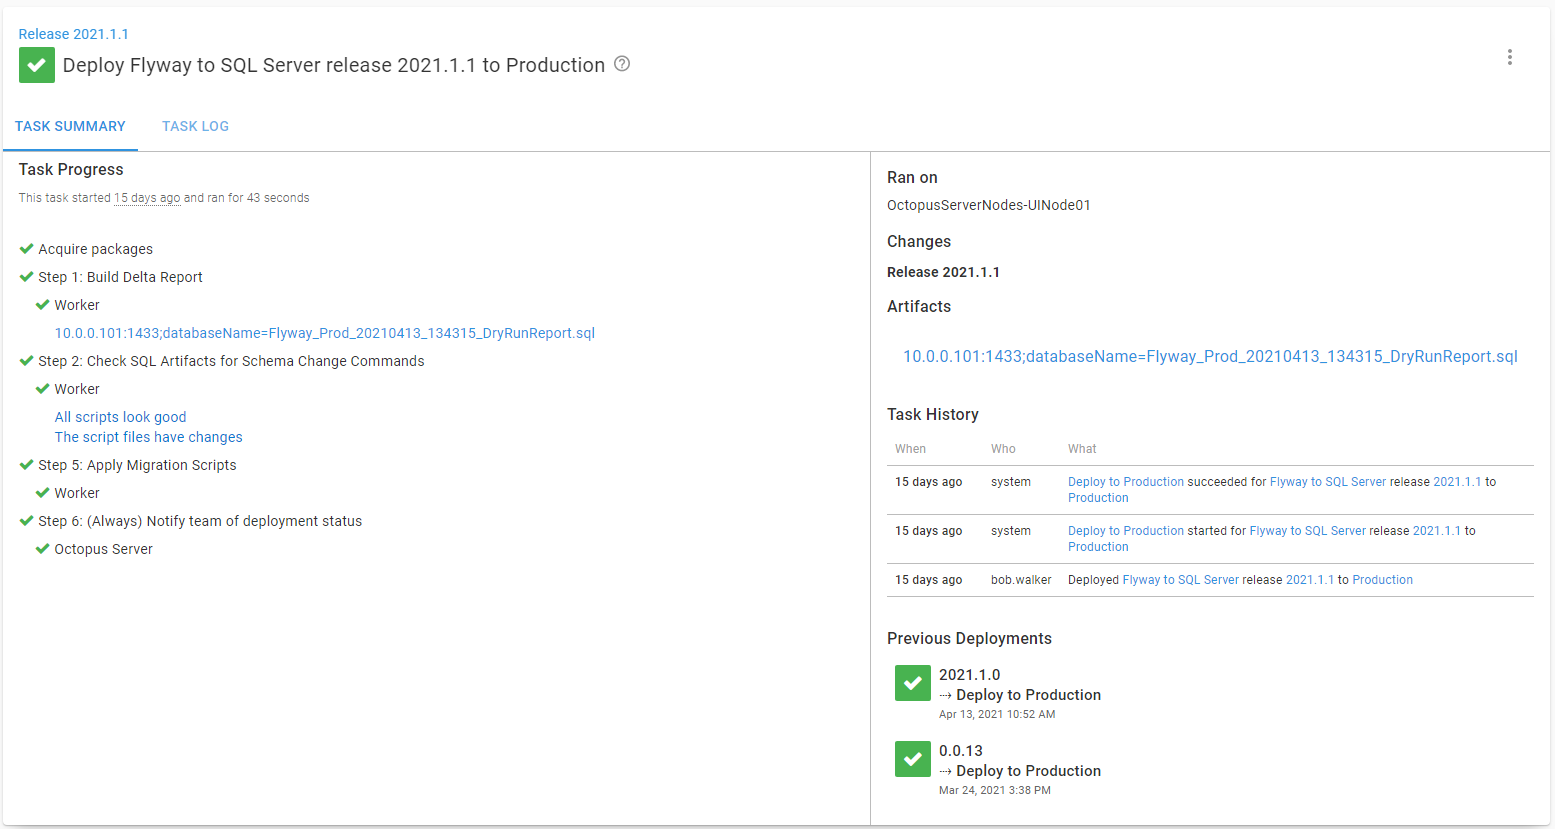 Release 2021.1.1
Deploy Flyway to SQL Server release 2021.1.1 to Production
TASK SUMMARY
TASK LOG
Task Progress
This task started 15 days ago and ran for 43 seconds
Acquire packages
Step 1: Build Delta Report
Worker
10.0.0.101:1433;databaseName=Flyway_Prod_20210413_134315_DryRunReport.sql
Step 2: Check SQL Artifacts for Schema Change Commands
Worker
All scripts look good
The script files have changes
Step 5: Apply Migration Scripts
Worker
Step 6: (Always) Notify team of deployment status
Octopus Server
Ran on
OctopusServerNodes-UINode01
Changes
Release 2021.1.1
Artifacts
10.0.0.101:1433;databaseName=Flyway_Prod_20210413_134315_DryRunReport.sql
Task History
When Who What
15 days ago system Deploy to Production succeeded for Flyway to SQL Server release 2021.1.1 to
Production
15 days ago system Deploy to Production started for Flyway to SQL Server release 2021.1.1 to
Production
15 days ago bob.walker Deployed Flyway to SQL Server release 2021.1.1 to Production
Previous Deployments
2021.1.0
⇢ Deploy to Production
Apr 13, 2021 10:52 AM
0.0.13
⇢ Deploy to Production
Mar 24, 2021 3:38 PM